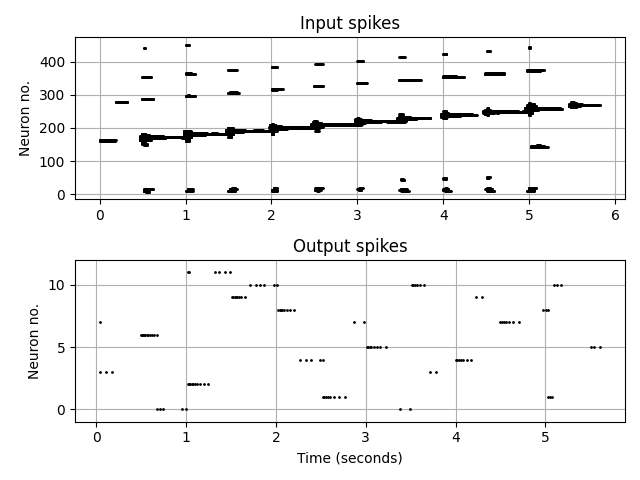 Input spikes
Neuron no.
400
300
200
100
0
0 1 2 3 4 5 6
Output spikes
Neuron no.
10
5
0
0 1 2 3 4 5
Time (seconds)